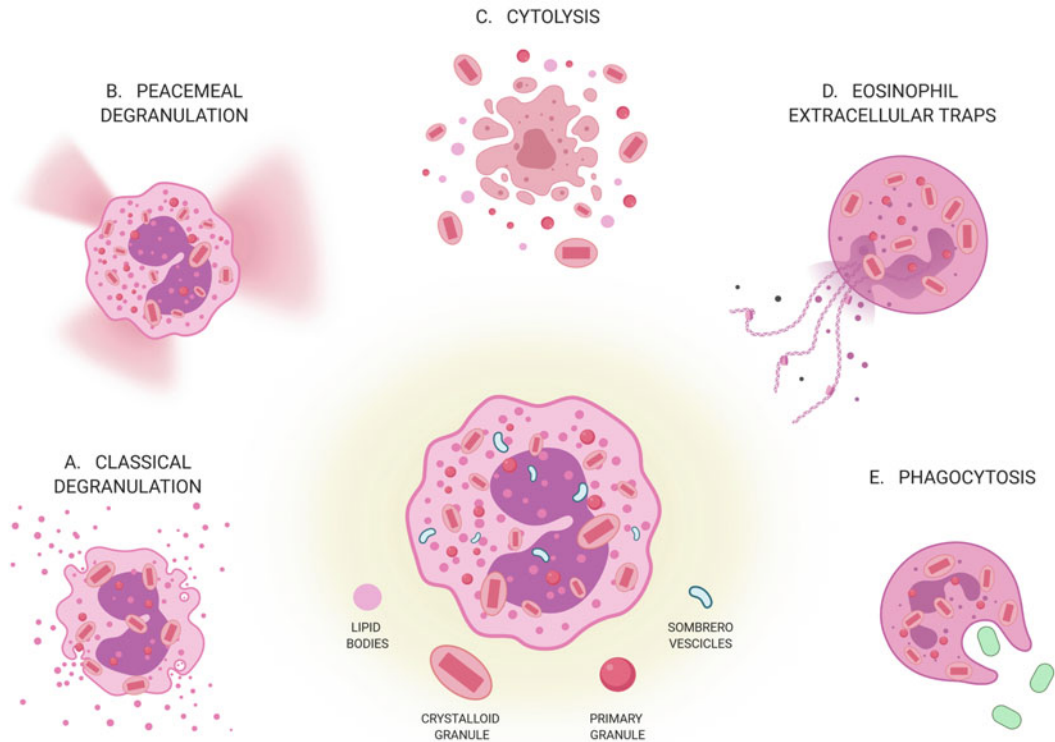 C. CYTOLYSIS
B. PEACEMEAL
DEGRANULATION
D. EOSINOPHIL
EXTRACELLULAR TRAPS
A. CLASSICAL
DEGRANULATION
E. PHAGOCYTOSIS
LIPID
BODIES
SOMBRERO
VESCICLES
CRYSTALLOID
GRANULE
PRIMARY
GRANULE